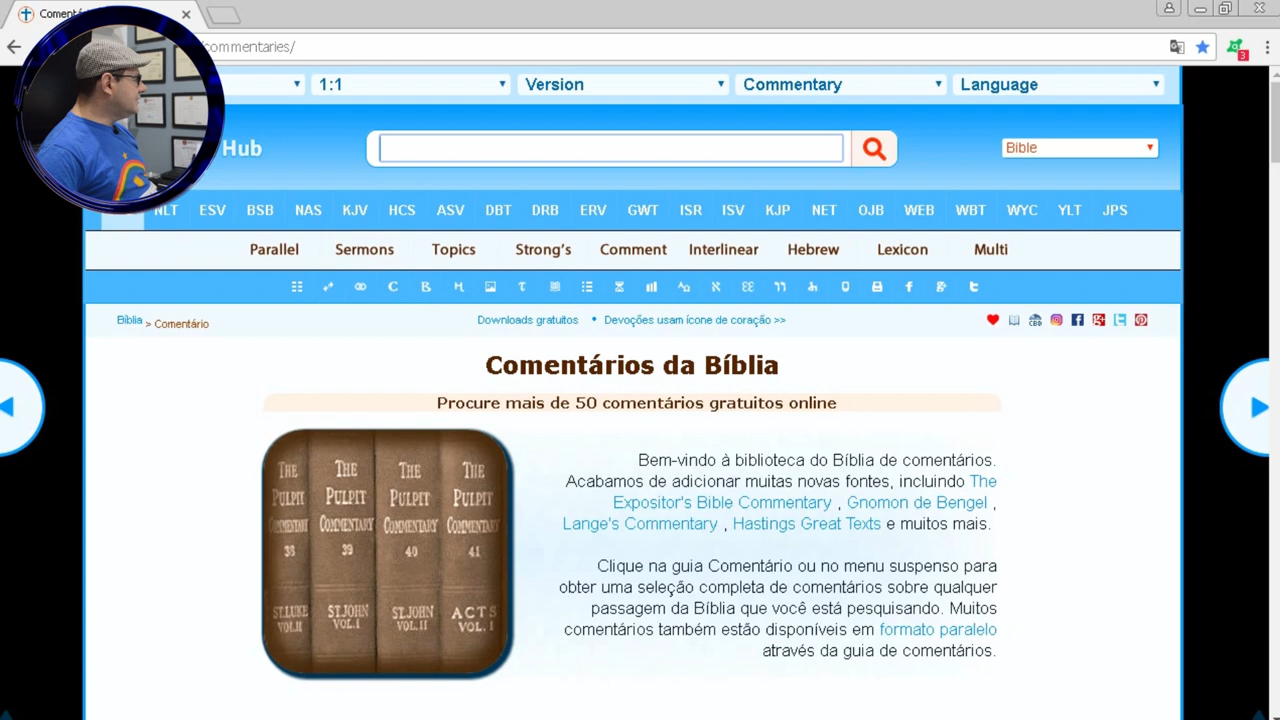 Coment
/commentaries/
3
1:1 Version Commentary Language
Hub
Bible
NLT ESV BSB NAS KJV HCS ASV DBT DRB ERV GWT ISR ISV KJP NET OJB WEB WBT WYC YLT JPS
Parallel Sermons Topics Strong's Comment Interlinear Hebrew Lexicon Multi
Bíblia > Comentário
Downloads gratuitos • Devoções usam ícone de coração >>
CBD
Comentários da Bíblia
Procure mais de 50 comentários gratuitos online
THE PULPIT COMMENTARY 38 ST. LUKE VOL. II
THE PULPIT COMMENTARY 39 ST. JOHN VOL. I
THE PULPIT COMMENTARY 40 ST. JOHN VOL. II
THE PULPIT COMMENTARY 41 ACTS VOL. I
Bem-vindo à biblioteca do Bíblia de comentários.
Acabamos de adicionar muitas novas fontes, incluindo The
Expositor's Bible Commentary , Gnomon de Bengel ,
Lange's Commentary , Hastings Great Texts e muitos mais.
Clique na guia Comentário ou no menu suspenso para
obter uma seleção completa de comentários sobre qualquer
passagem da Bíblia que você está pesquisando. Muitos
comentários também estão disponíveis em formato paralelo
através da guia de comentários.